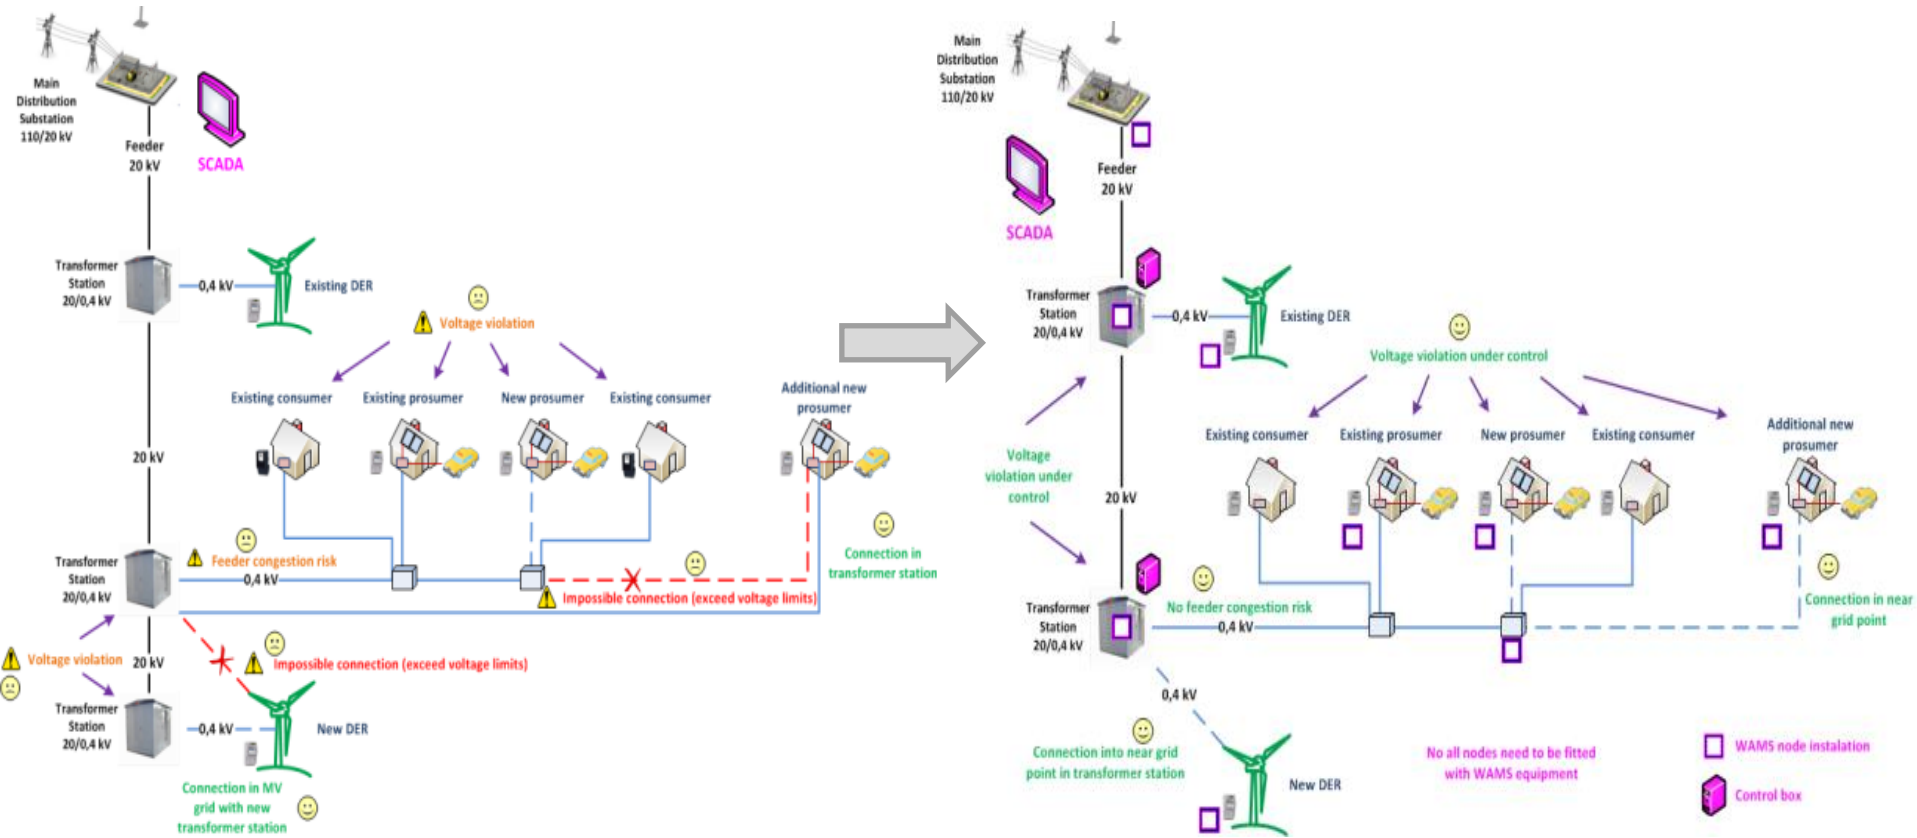 Main
Distribution
Substation
110/20 kV
Feeder
20 kV
SCADA
Transformer
Station
20/0,4 kV
0,4 kV
Existing DER
Voltage violation
Existing consumer
Existing prosumer
New prosumer
Existing consumer
Additional new
prosumer
20 kV
Transformer
Station
20/0,4 kV
Feeder congestion risk
0,4 kV
Impossible connection (exceed voltage limits)
Connection in
transformer station
Voltage violation
20 kV
Impossible connection (exceed voltage limits)
Transformer
Station
20/0,4 kV
0,4 kV
New DER
Connection in MV
grid with new
transformer station
Main
Distribution
Substation
110/20 kV
Feeder
20 kV
SCADA
Transformer
Station
20/0,4 kV
0,4 kV
Existing DER
Voltage violation under control
Existing consumer
Existing prosumer
New prosumer
Existing consumer
Additional new
prosumer
Voltage
violation under
control
20 kV
Transformer
Station
20/0,4 kV
No feeder congestion risk
0,4 kV
Connection in near
grid point
0,4 kV
Connection into near grid
point in transformer station
New DER
No all nodes need to be fitted
with WAMS equipment
WAMS node instalation
Control box